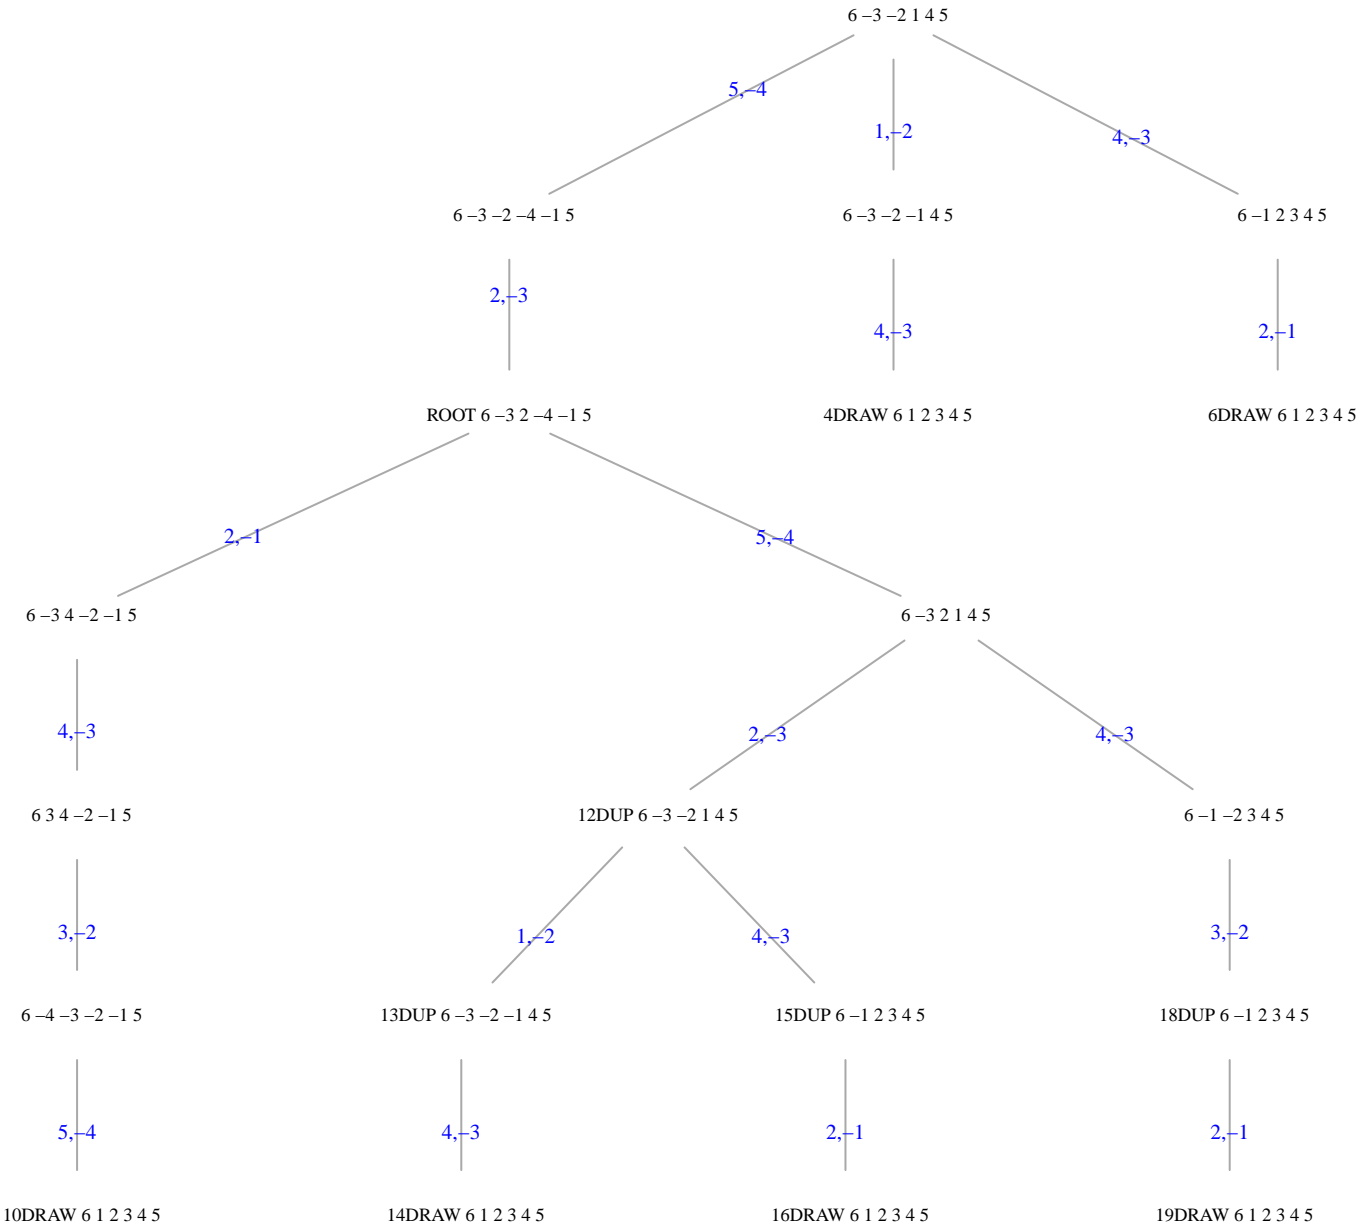 6 –3 –2 1 4 5
5,–4
1,–2
4,–3
6 –3 –2 –4 –1 5
6 –3 –2 –1 4 5
6 –1 2 3 4 5
2,–3
4,–3
2,–1
ROOT 6 –3 2 –4 –1 5
4DRAW 6 1 2 3 4 5
6DRAW 6 1 2 3 4 5
2,–1
5,–4
6 –3 4 –2 –1 5
6 –3 2 1 4 5
4,–3
2,–3
4,–3
6 3 4 –2 –1 5
12DUP 6 –3 –2 1 4 5
6 –1 –2 3 4 5
3,–2
1,–2
4,–3
3,–2
6 –4 –3 –2 –1 5
13DUP 6 –3 –2 –1 4 5
15DUP 6 –1 2 3 4 5
18DUP 6 –1 2 3 4 5
5,–4
4,–3
2,–1
2,–1
10DRAW 6 1 2 3 4 5
14DRAW 6 1 2 3 4 5
16DRAW 6 1 2 3 4 5
19DRAW 6 1 2 3 4 5